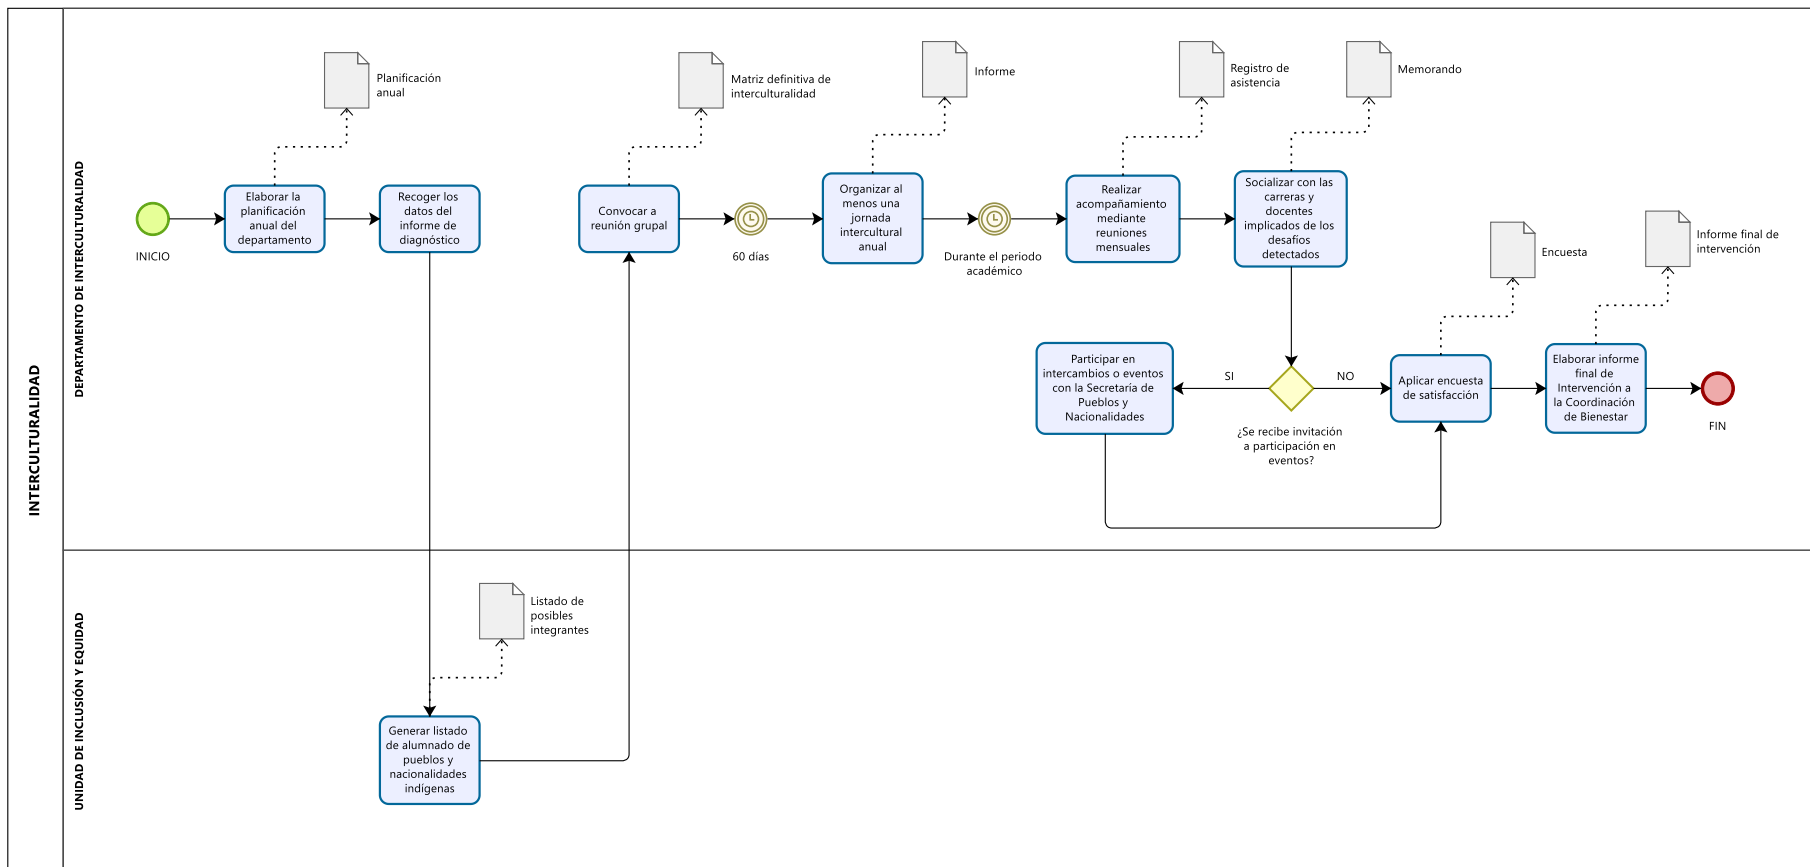 INTERCULTURALIDAD
DEPARTAMENTO DE INTERCULTURALIDAD
INICIO
Elaborar la
planificación
anual del
departamento
Planificación
anual
Recoger los
datos del
informe de
diagnóstico
Convocar a
reunión grupal
Matriz definitiva de
interculturalidad
60 días
Organizar al
menos una
jornada
intercultural
anual
Informe
Durante el periodo
académico
Realizar
acompañamiento
mediante
reuniones
mensuales
Registro de
asistencia
Socializar con las
carreras y
docentes
implicados de los
desafíos
detectados
Memorando
¿Se recibe invitación
a participación en
eventos?
SI
NO
Participar en
intercambios o eventos
con la Secretaría de
Pueblos y
Nacionalidades
Aplicar encuesta
de satisfacción
Encuesta
Elaborar informe
final de
Intervención a
la Coordinación
de Bienestar
Informe final de
intervención
FIN
UNIDAD DE INCLUSIÓN Y EQUIDAD
Listado de
posibles
integrantes
Generar listado
de alumnado de
pueblos y
nacionalidades
indígenas